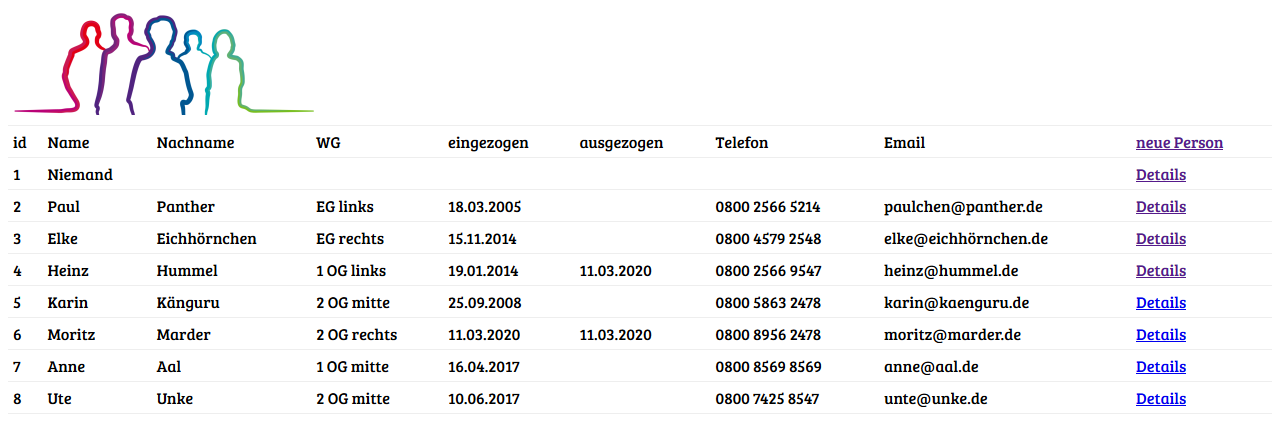 id Name Nachname WG eingezogen ausgezogen Telefon Email neue Person
1 Niemand Details
2 Paul Panther EG links 18.03.2005 0800 2566 5214 paulchen@panther.de Details
3 Elke Eichhörnchen EG rechts 15.11.2014 0800 4579 2548 elke@eichhörnchen.de Details
4 Heinz Hummel 1 OG links 19.01.2014 11.03.2020 0800 2566 9547 heinz@hummel.de Details
5 Karin Känguru 2 OG mitte 25.09.2008 0800 5863 2478 karin@kaenguru.de Details
6 Moritz Marder 2 OG rechts 11.03.2020 11.03.2020 0800 8956 2478 moritz@marder.de Details
7 Anne Aal 1 OG mitte 16.04.2017 0800 8569 8569 anne@aal.de Details
8 Ute Unke 2 OG mitte 10.06.2017 0800 7425 8547 unte@unke.de Details